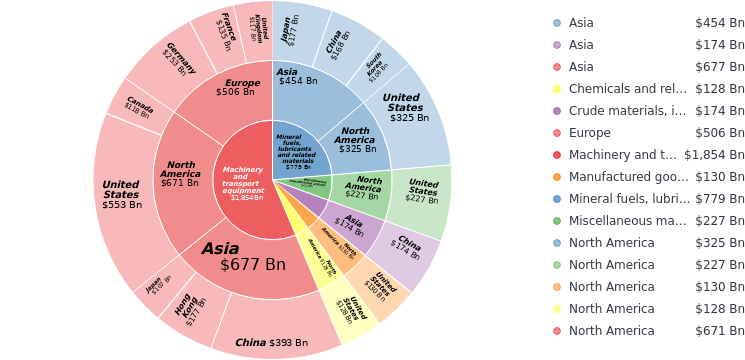 United
Kingdom
$117 Bn
France
$135 Bn
Germany
$253 Bn
Canada
$118 Bn
United
States
$553 Bn
Japan
$107 Bn
Hong
Kong
$177 Bn
China $393 Bn
Europe
$506 Bn
North
America
$671 Bn
Asia
$677 Bn
Machinery
and
transport
equipment
$1,854 Bn
Japan
$177 Bn
China
$168 Bn
South
Korea
$108 Bn
United
States
$325 Bn
Asia
$454 Bn
North
America
$325 Bn
Mineral
fuels,
lubricants
and related
materials
$779 Bn
North
America
$227 Bn
United
States
$227 Bn
Asia
$174 Bn
China
$174 Bn
North
America $130 Bn
United
States
$130 Bn
North
America $128 Bn
United
States
$128 Bn
Asia $454 Bn
Asia $174 Bn
Asia $677 Bn
Chemicals and rel... $128 Bn
Crude materials, i... $174 Bn
Europe $506 Bn
Machinery and t... $1,854 Bn
Manufactured goo... $130 Bn
Mineral fuels, lubri... $779 Bn
Miscellaneous ma... $227 Bn
North America $325 Bn
North America $227 Bn
North America $130 Bn
North America $128 Bn
North America $671 Bn